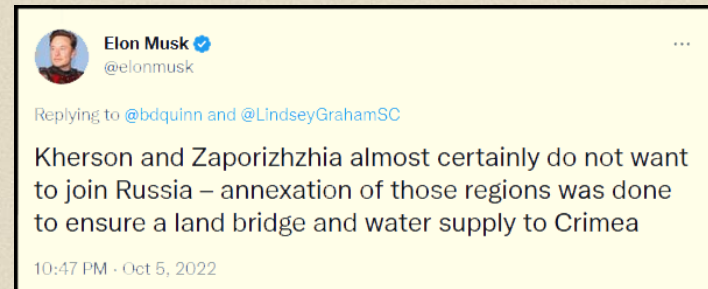 Elon Musk
@elonmusk
Replying to @bdquinn and @LindseyGrahamSC
Kherson and Zaporizhzhia almost certainly do not want
to join Russia – annexation of those regions was done
to ensure a land bridge and water supply to Crimea
10:47 PM · Oct 5, 2022